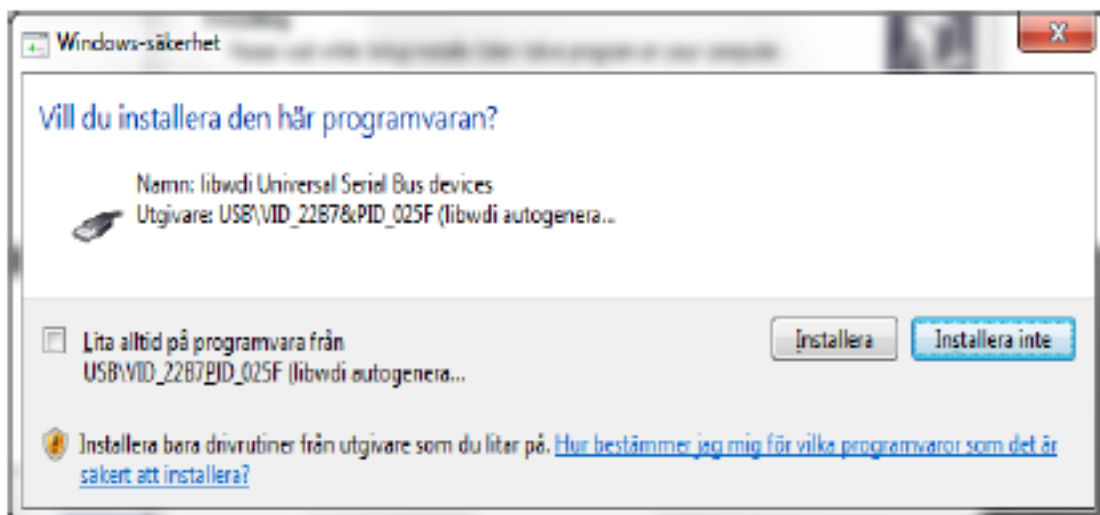 Windows-säkerhet
Vill du installera den här programvaran?
Namn: libwdi Universal Serial Bus devices
Utgivare: USB\VID_22B7&PID_025F (libwdi autogenera...
Lita alltid på programvara från
USB\VID_22B7PID_025F (libwdi autogenera...
Installera
Installera inte
Installera bara drivrutiner från utgivare som du litar på. Hur bestämmer jag mig för vilka programvaror som det är
säkert att installera?